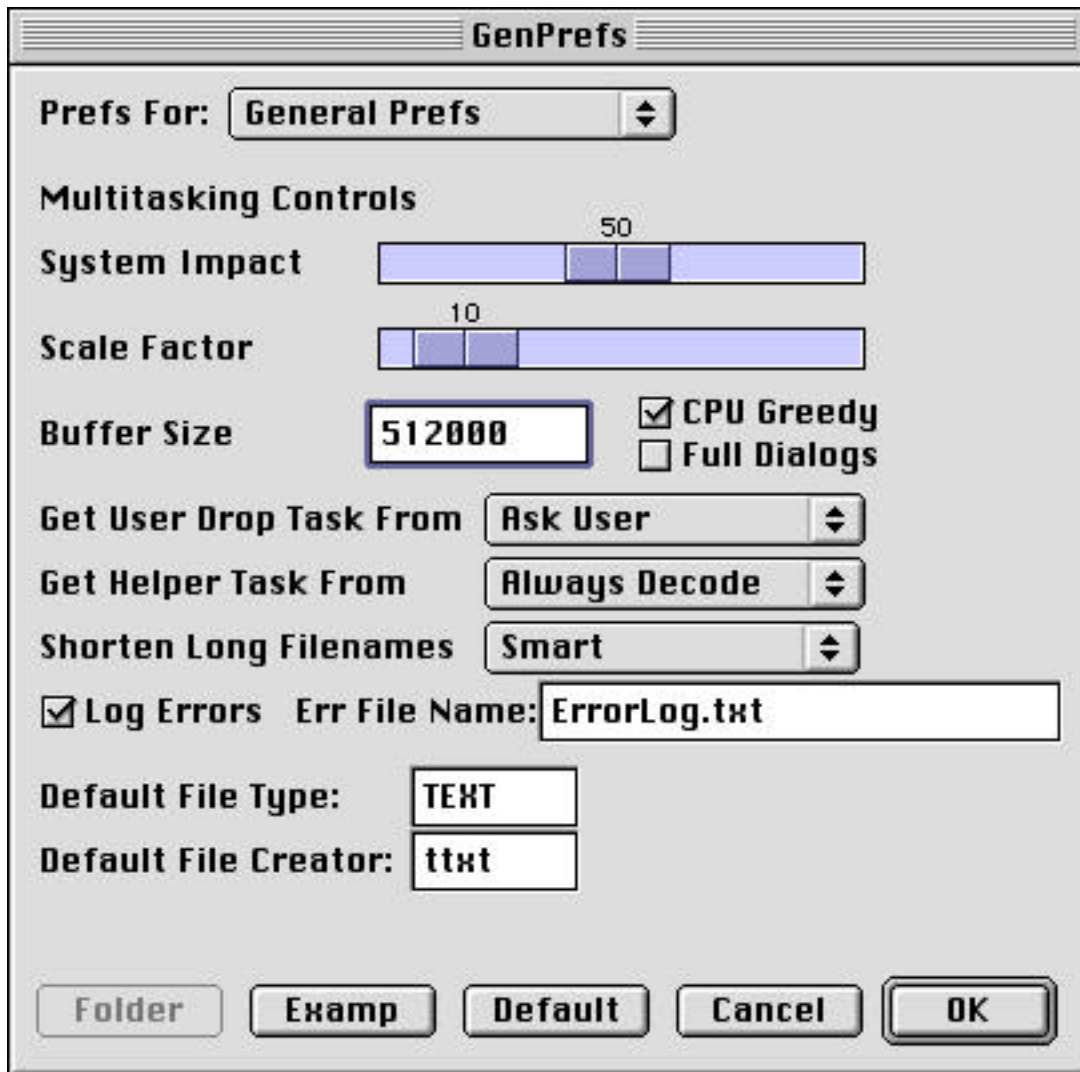 GenPrefs
Prefs For: General Prefs
Multitasking Controls
50
System Impact
10
Scale Factor
Buffer Size 512000 CPU Greedy
Full Dialogs
Get User Drop Task From Ask User
Get Helper Task From Always Decode
Shorten Long Filenames Smart
Log Errors Err File Name: ErrorLog.txt
Default File Type: TEXT
Default File Creator: ttxt
Folder Examp Default Cancel OK